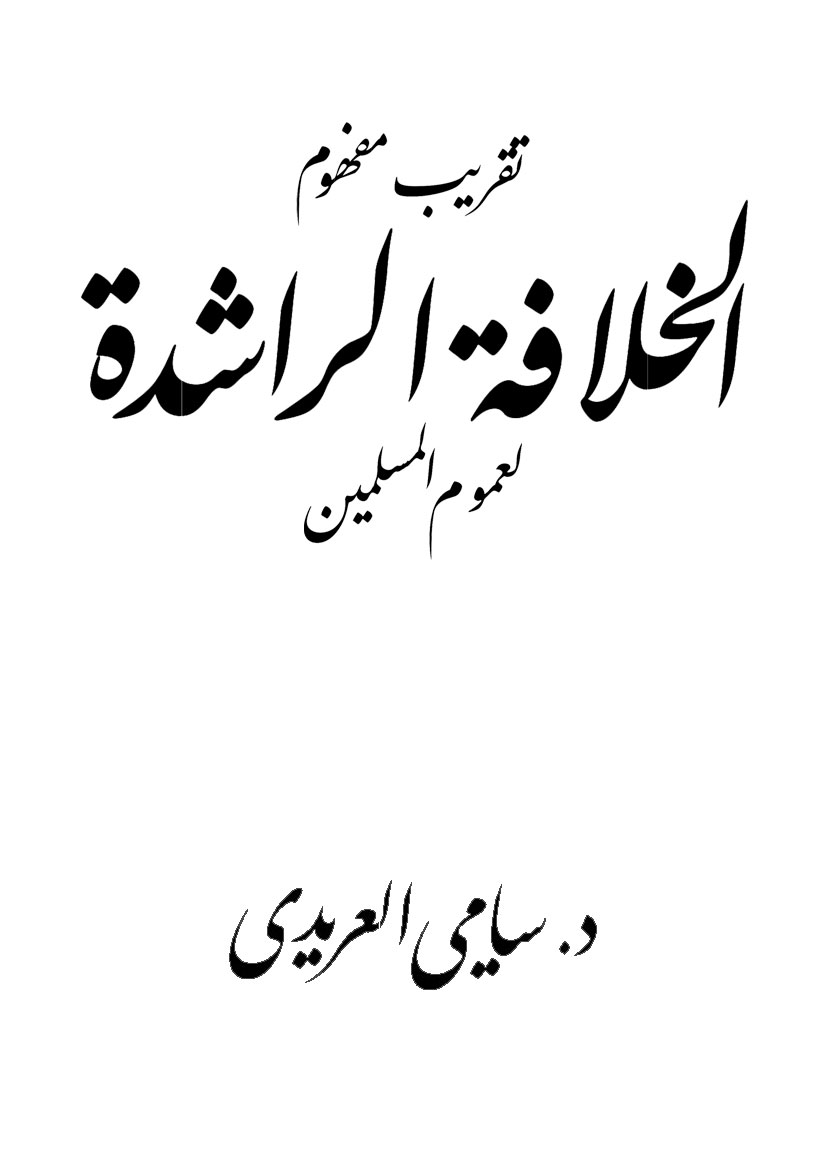 تقريب مفهوم
الخلافة الراشدة
لعموم المسلمين
د. سامي العريدي